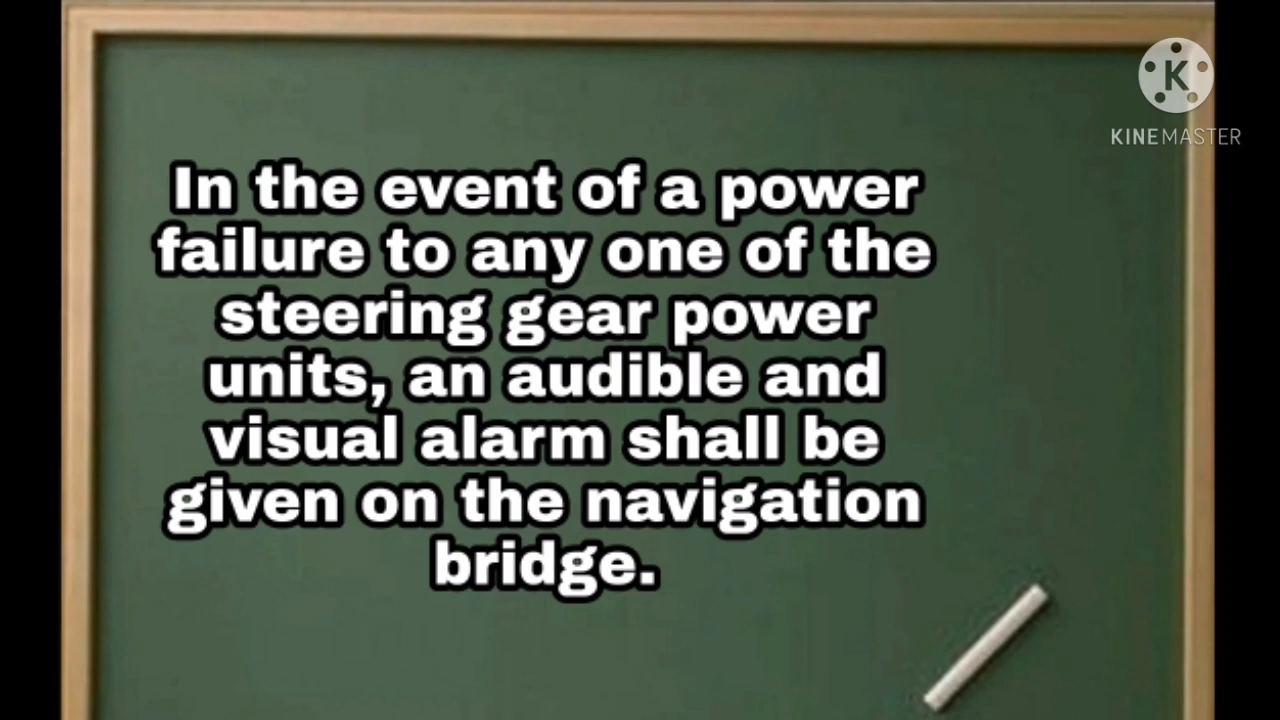 K
KINEMASTER
In the event of a power
failure to any one of the
steering gear power
units, an audible and
visual alarm shall be
given on the navigation
bridge.